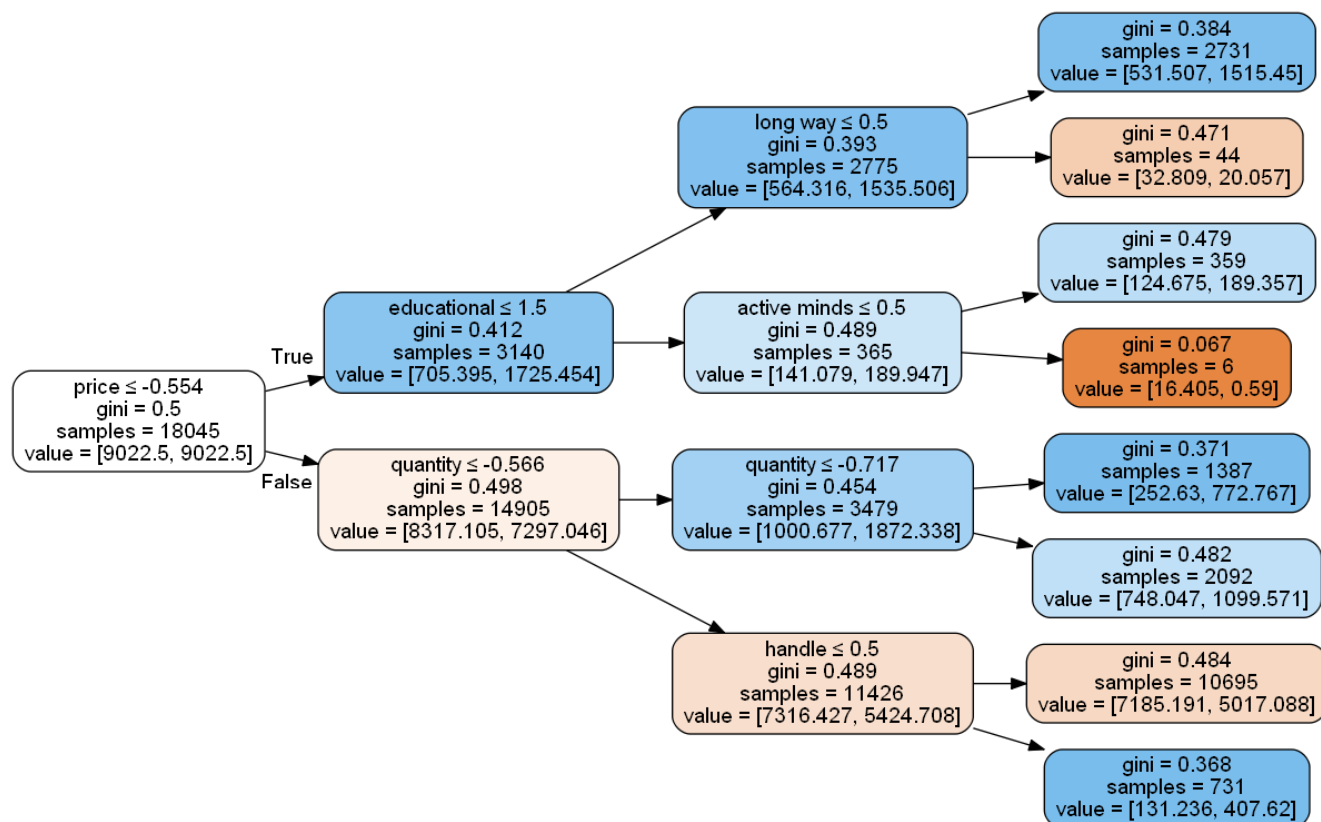 price ≤ -0.554
gini = 0.5
samples = 18045
value = [9022.5, 9022.5]
True
False
educational ≤ 1.5
gini = 0.412
samples = 3140
value = [705.395, 1725.454]
quantity ≤ -0.566
gini = 0.498
samples = 14905
value = [8317.105, 7297.046]
long way ≤ 0.5
gini = 0.393
samples = 2775
value = [564.316, 1535.506]
active minds ≤ 0.5
gini = 0.489
samples = 365
value = [141.079, 189.947]
quantity ≤ -0.717
gini = 0.454
samples = 3479
value = [1000.677, 1872.338]
handle ≤ 0.5
gini = 0.489
samples = 11426
value = [7316.427, 5424.708]
gini = 0.384
samples = 2731
value = [531.507, 1515.45]
gini = 0.471
samples = 44
value = [32.809, 20.057]
gini = 0.479
samples = 359
value = [124.675, 189.357]
gini = 0.067
samples = 6
value = [16.405, 0.59]
gini = 0.371
samples = 1387
value = [252.63, 772.767]
gini = 0.482
samples = 2092
value = [748.047, 1099.571]
gini = 0.484
samples = 10695
value = [7185.191, 5017.088]
gini = 0.368
samples = 731
value = [131.236, 407.62]